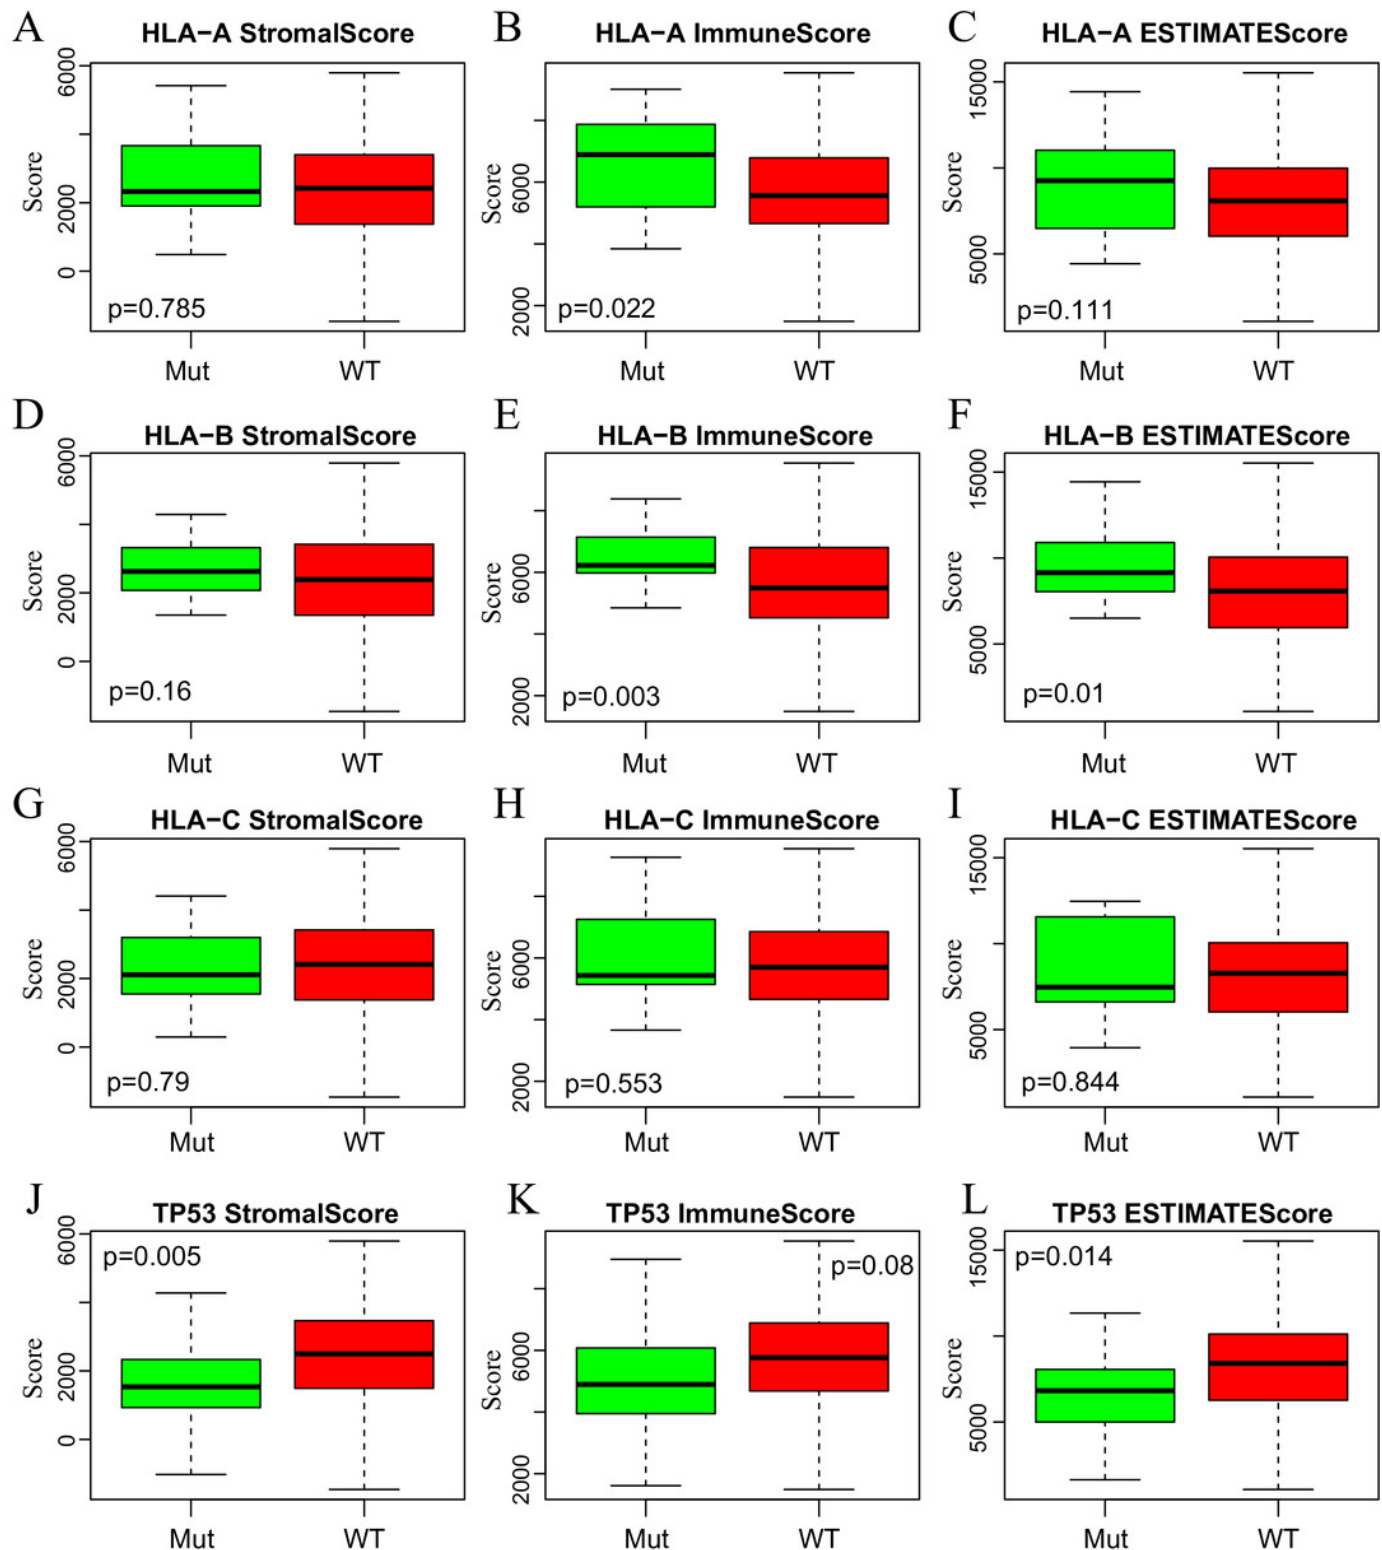 A
HLA−A StromalScore
Score
6000
2000
0
p=0.785
Mut WT
B
HLA−A ImmuneScore
Score
6000
2000
p=0.022
Mut WT
C
HLA−A ESTIMATEScore
Score
15000
5000
p=0.111
Mut WT
D
HLA−B StromalScore
Score
6000
2000
0
p=0.16
Mut WT
E
HLA−B ImmuneScore
Score
6000
2000
p=0.003
Mut WT
F
HLA−B ESTIMATEScore
Score
15000
5000
p=0.01
Mut WT
G
HLA−C StromalScore
Score
6000
2000
0
p=0.79
Mut WT
H
HLA−C ImmuneScore
Score
6000
2000
p=0.553
Mut WT
I
HLA−C ESTIMATEScore
Score
15000
5000
p=0.844
Mut WT
J
TP53 StromalScore
p=0.005
Score
6000
2000
0
Mut WT
K
TP53 ImmuneScore
p=0.08
Score
6000
2000
Mut WT
L
TP53 ESTIMATEScore
p=0.014
Score
15000
5000
Mut WT